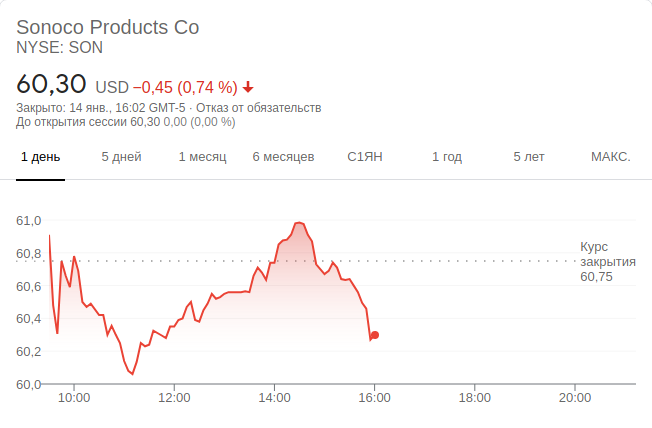 Sonoco Products Co
NYSE: SON
60,30 USD −0,45 (0,74 %)
Закрыто: 14 янв., 16:02 GMT-5 · Отказ от обязательств
До открытия сессии 60,30 0,00 (0,00 %)
1 день 5 дней 1 месяц 6 месяцев С1ЯН 1 год 5 лет МАКС.
61,0
60,8
60,6
60,4
60,2
60,0
Курс
закрытия
60,75
10:00 12:00 14:00 16:00 18:00 20:00